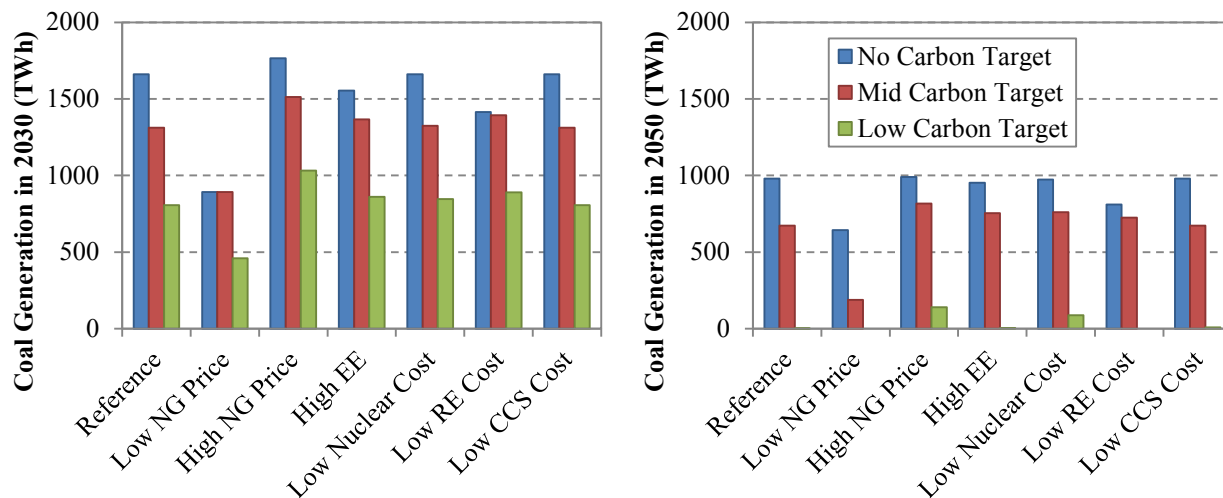 Coal Generation in 2030 (TWh)
2000
1500
1000
500
0
Reference
Low NG Price
High NG Price
High EE
Low Nuclear Cost
Low RE Cost
Low CCS Cost
Coal Generation in 2050 (TWh)
2000
1500
1000
500
0
No Carbon Target
Mid Carbon Target
Low Carbon Target
Reference
Low NG Price
High NG Price
High EE
Low Nuclear Cost
Low RE Cost
Low CCS Cost